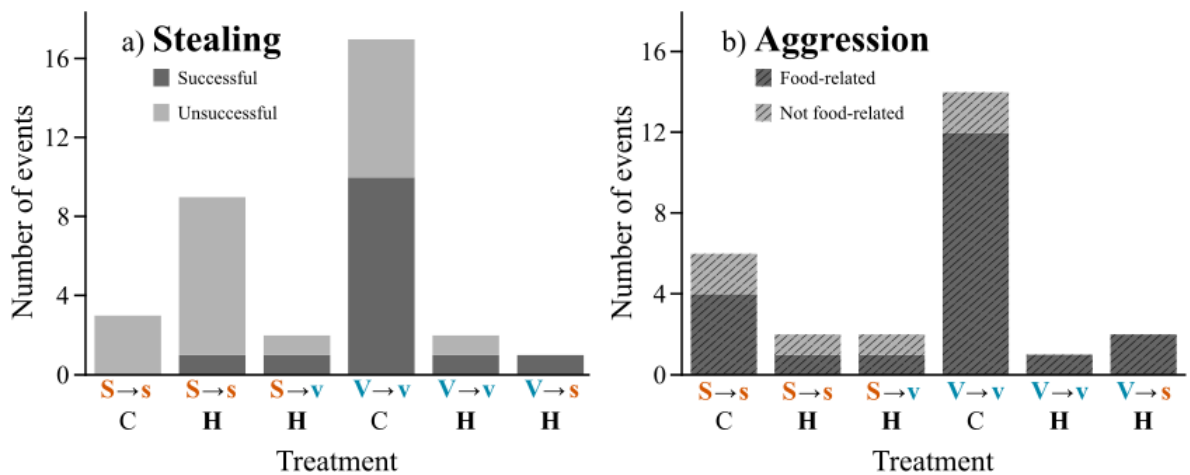 a) Stealing
Successful
Unsuccessful
Number of events
16
12
8
4
0
S→s S→s S→v V→v V→v V→s
C H H C H H
Treatment
b) Aggression
Food-related
Not food-related
Number of events
16
12
8
4
0
S→s S→s S→v V→v V→v V→s
C H H C H H
Treatment